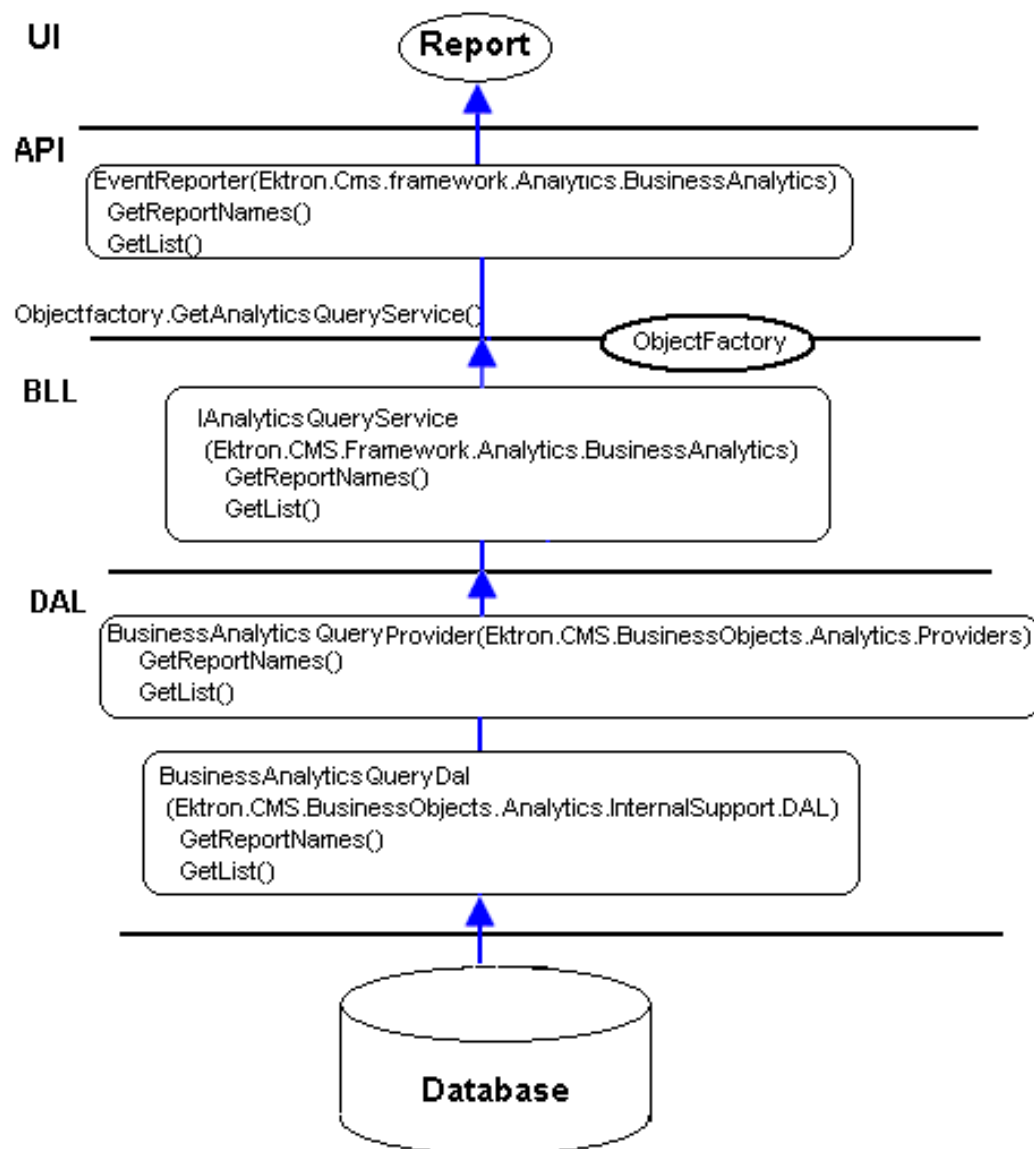 UI
Report
API
EventReporter(Ektron.Cms.framework.Analytics.BusinessAnalytics)
GetReportNames()
GetList()
Objectfactory.GetAnalyticsQueryService()
ObjectFactory
BLL
IAnalyticsQueryService
(Ektron.CMS.Framework.Analytics.BusinessAnalytics)
GetReportNames()
GetList()
DAL
BusinessAnalyticsQueryProvider(Ektron.CMS.BusinessObjects.Analytics.Providers)
GetReportNames()
GetList()
BusinessAnalyticsQueryDal
(Ektron.CMS.BusinessObjects.Analytics.InternalSupport.DAL)
GetReportNames()
GetList()
Database